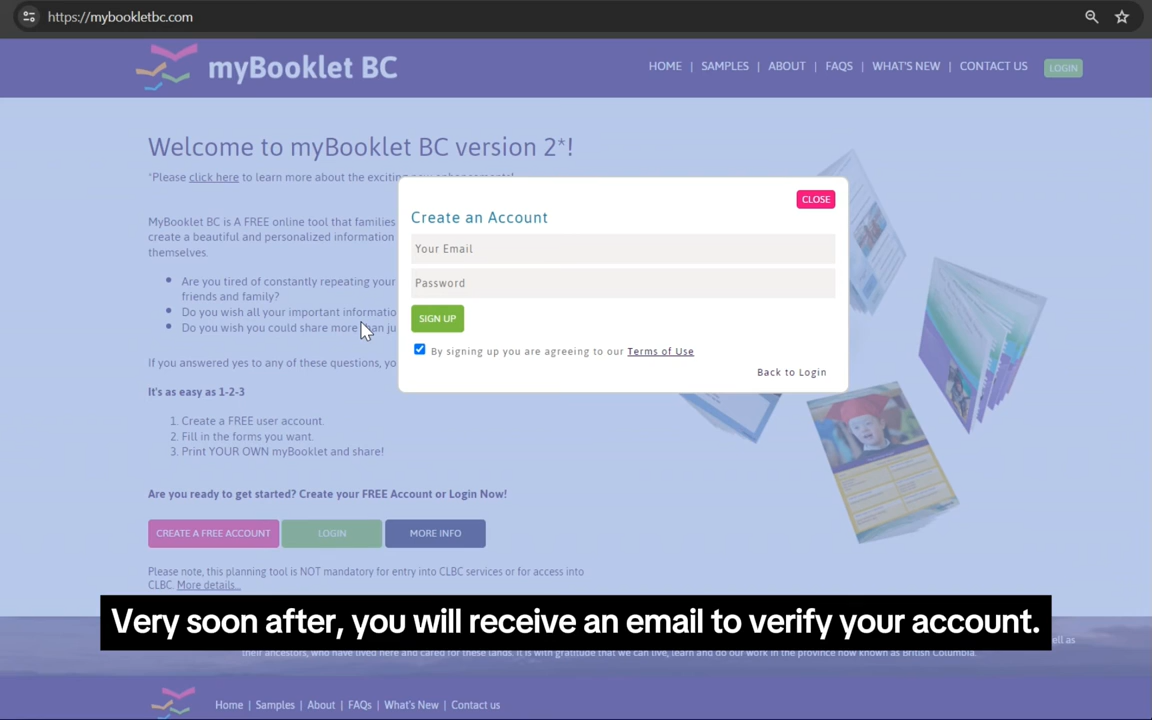 https://mybookletbc.com
myBooklet BC
HOME | SAMPLES | ABOUT | FAQS | WHAT'S NEW | CONTACT US LOGIN
Welcome to myBooklet BC version 2*!
*Please click here to learn more about the exciting new enhancements!
MyBooklet BC is A FREE online tool that families
create a beautiful and personalized information
themselves.
Are you tired of constantly repeating your
friends and family?
Do you wish all your important informatio
Do you wish you could share more than ju
If you answered yes to any of these questions, yo
It's as easy as 1-2-3
1. Create a FREE user account.
2. Fill in the forms you want.
3. Print YOUR OWN myBooklet and share!
Are you ready to get started? Create your FREE Account or Login Now!
CREATE A FREE ACCOUNT LOGIN MORE INFO
Please note, this planning tool is NOT mandatory for entry into CLBC services or for access into
CLBC. More details...
CLOSE
Create an Account
Your Email
Password
SIGN UP
By signing up you are agreeing to our Terms of Use
Back to Login
Very soon after, you will receive an email to verify your account.
ell as
their ancestors, who have lived here and cared for these lands. It is with gratitude that we can live, learn and do our work in the province now known as British Columbia.
Home | Samples | About | FAQs | What's New | Contact us